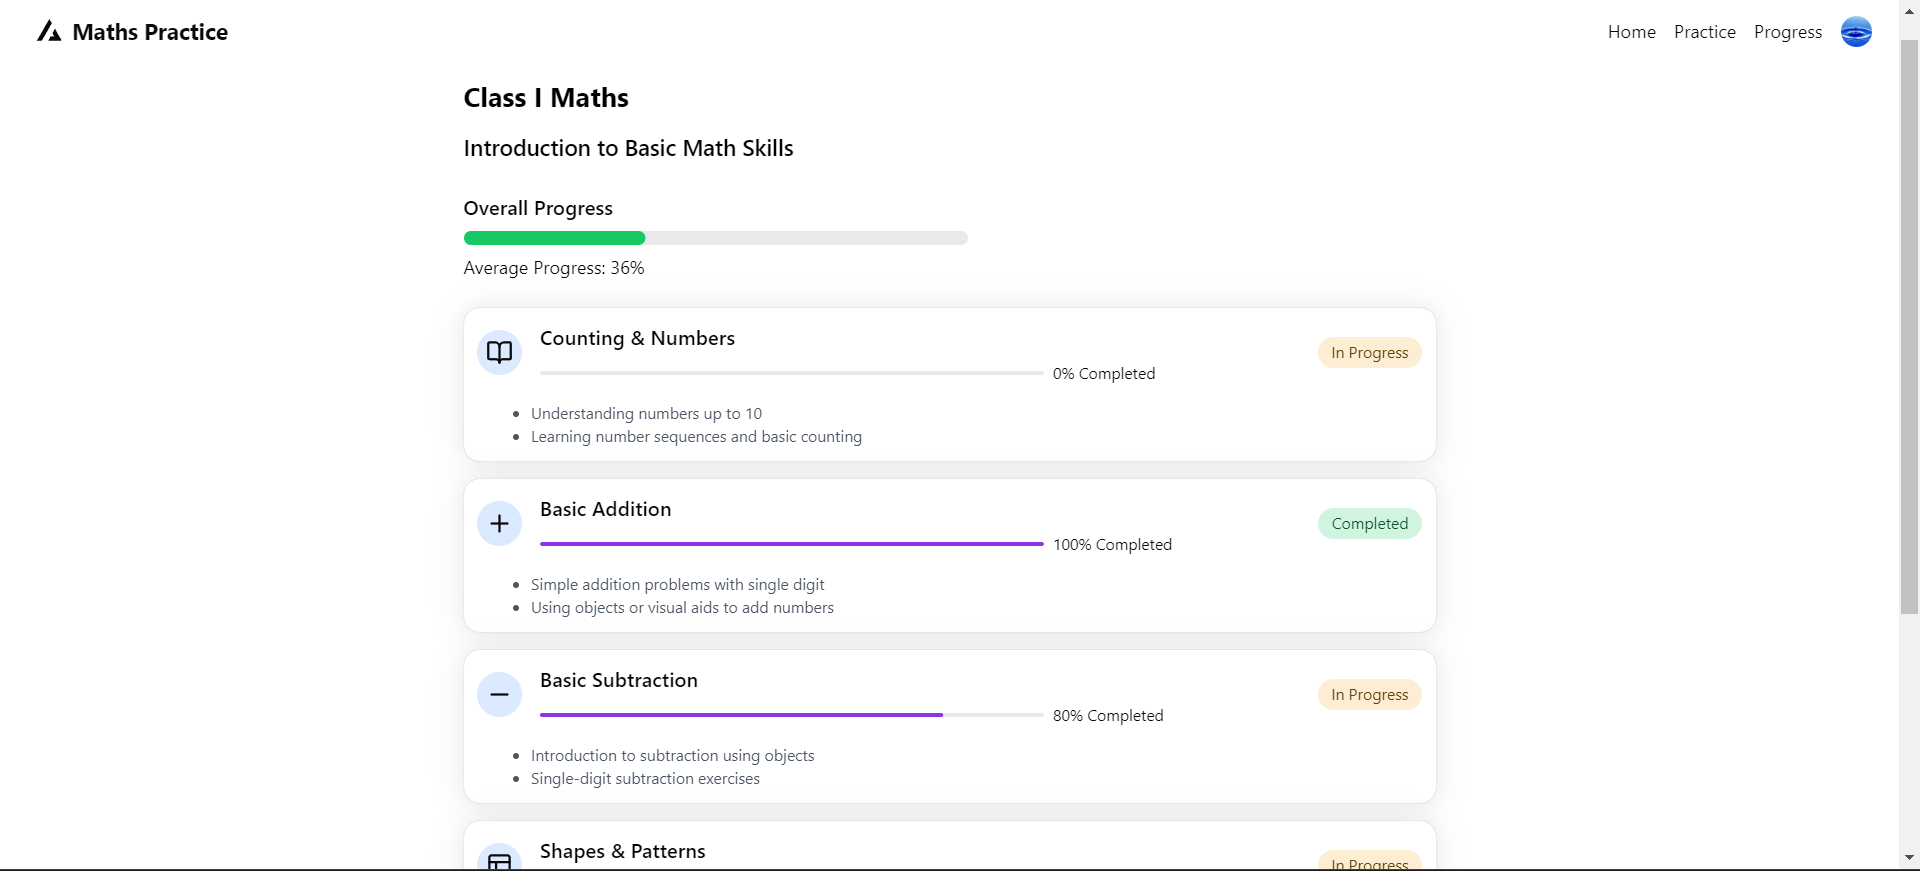 Maths Practice
Home Practice Progress
Class I Maths
Introduction to Basic Math Skills
Overall Progress
Average Progress: 36%
Counting & Numbers
In Progress
0% Completed
Understanding numbers up to 10
Learning number sequences and basic counting
Basic Addition
Completed
100% Completed
Simple addition problems with single digit
Using objects or visual aids to add numbers
Basic Subtraction
In Progress
80% Completed
Introduction to subtraction using objects
Single-digit subtraction exercises
Shapes & Patterns
In Progress